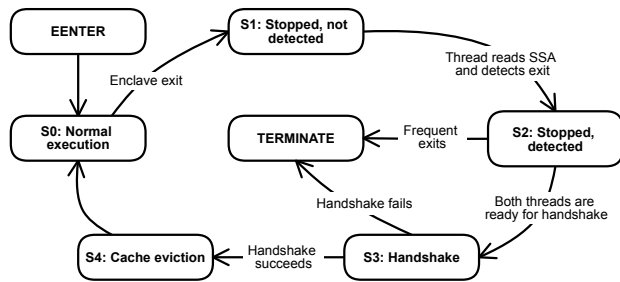 EENTER
S1: Stopped, not
detected
Enclave exit
Thread reads SSA
and detects exit
S0: Normal
execution
TERMINATE
Frequent
exits
S2: Stopped,
detected
Handshake fails
Both threads are
ready for handshake
S4: Cache eviction
Handshake
succeeds
S3: Handshake